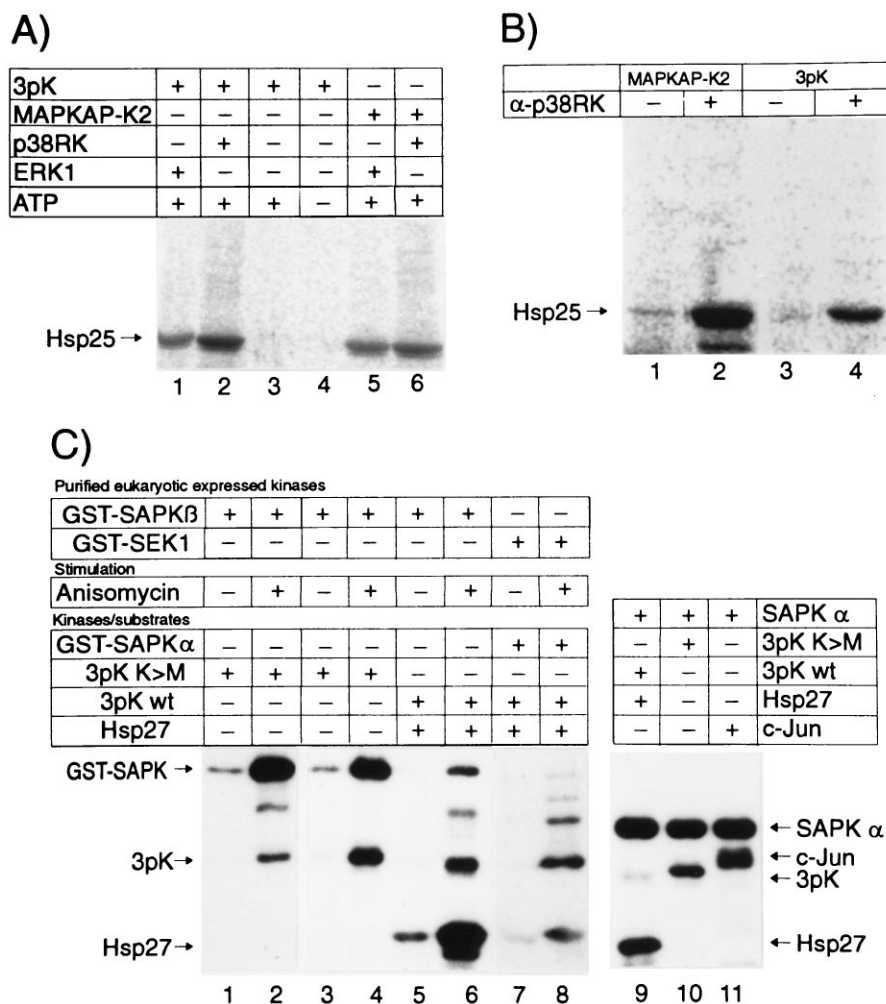 A)
3pK + + + + – –
MAPKAP-K2 – – – – + +
p38RK – + – – – +
ERK1 + – – – + –
ATP + + + – + +
Hsp25 →
1 2 3 4 5 6
B)
MAPKAP-K2 3pK
α-p38RK – + – +
Hsp25 →
1 2 3 4
C)
Purified eukaryotic expressed kinases
GST-SAPKß + + + + + + – –
GST-SEK1 – – – – – – + +
Stimulation
Anisomycin – + – + – + – +
Kinases/substrates
GST-SAPKα – – – – – – + +
3pK K>M + + + + – – – –
3pK wt – – – – + + + +
Hsp27 – – – – + + + +
GST-SAPK →
3pK →
Hsp27 →
1 2 3 4 5 6 7 8
+ + + SAPK α
– + – 3pK K>M
+ – – 3pK wt
+ – – Hsp27
– – + c-Jun
← SAPK α
← c-Jun
← 3pK
← Hsp27
9 10 11